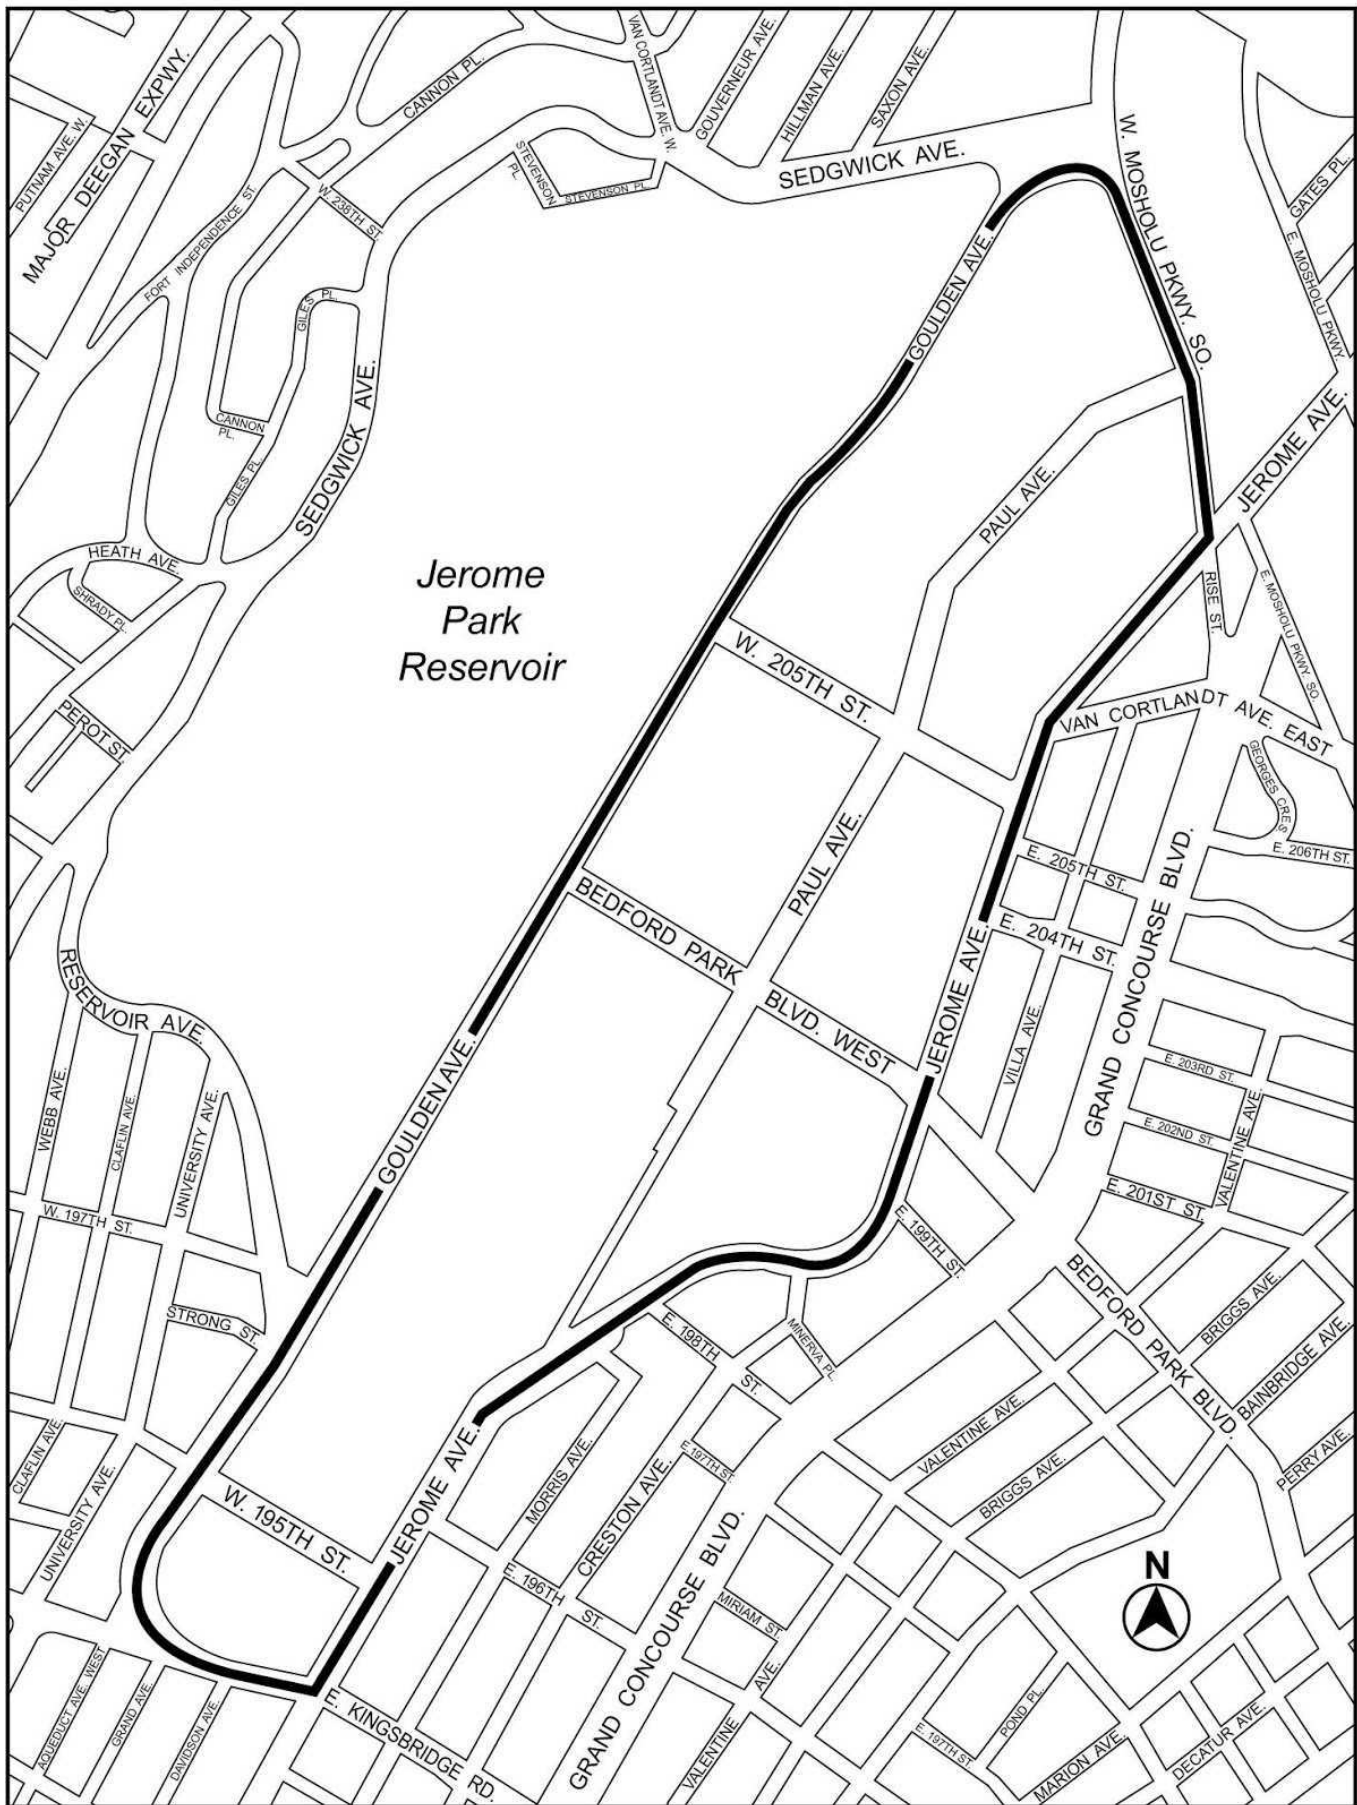 VAN CORTLANDT AVE. W.
GOUVERNEUR AVE.
HILLMAN AVE.
SAXON AVE.
CANNON PL.
MAJOR DEEGAN EXPWY.
PUTNAM AVE. W.
W. MOSHOLU PKWY. SO.
SEDGWICK AVE.
STEVENSON
PL.
STEVENSON PL.
GATES PL.
W. 238TH ST.
FORT INDEPENDENCE ST.
E. MOSHOLU PKWY.
GOULDEN AVE.
GILES PL.
CANNON
PL.
GILES PL.
SEDGWICK AVE.
JEROME AVE.
PAUL AVE.
HEATH AVE.
SHRADY PL.
Jerome
Park
Reservoir
RISE ST.
E. MOSHOLU PKWY. SO.
W. 205TH ST.
VAN CORTLANDT AVE. EAST
PEROT ST.
GEORGES CRES.
E. 206TH ST.
PAUL AVE.
E. 205TH ST.
GRAND CONCOURSE BLVD.
BEDFORD PARK
BLVD. WEST
E. 204TH ST.
JEROME AVE.
RESERVOIR AVE.
GOULDEN AVE.
VILLA AVE.
E. 203RD ST.
WEBB AVE.
CLAFLIN AVE.
UNIVERSITY AVE.
E. 202ND ST.
VALENTINE AVE.
E. 201ST ST.
W. 197TH ST.
E. 199TH ST.
BEDFORD PARK BLVD.
BRIGGS AVE.
STRONG ST.
E. 198TH
ST.
MINERVA PL.
BAINBRIDGE AVE.
CLAFLIN AVE.
UNIVERSITY AVE.
JEROME AVE.
MORRIS AVE.
CRESTON AVE.
E. 197TH ST.
VALENTINE AVE.
BRIGGS AVE.
PERRY AVE.
W. 195TH ST.
E. 196TH ST.
GRAND CONCOURSE BLVD.
MIRIAM ST.
N
AQUEDUCT AVE. WEST
GRAND AVE.
DAVIDSON AVE.
E. KINGSBRIDGE RD.
VALENTINE AVE.
E. 197TH ST.
POND PL.
MARION AVE.
DECATUR AVE.